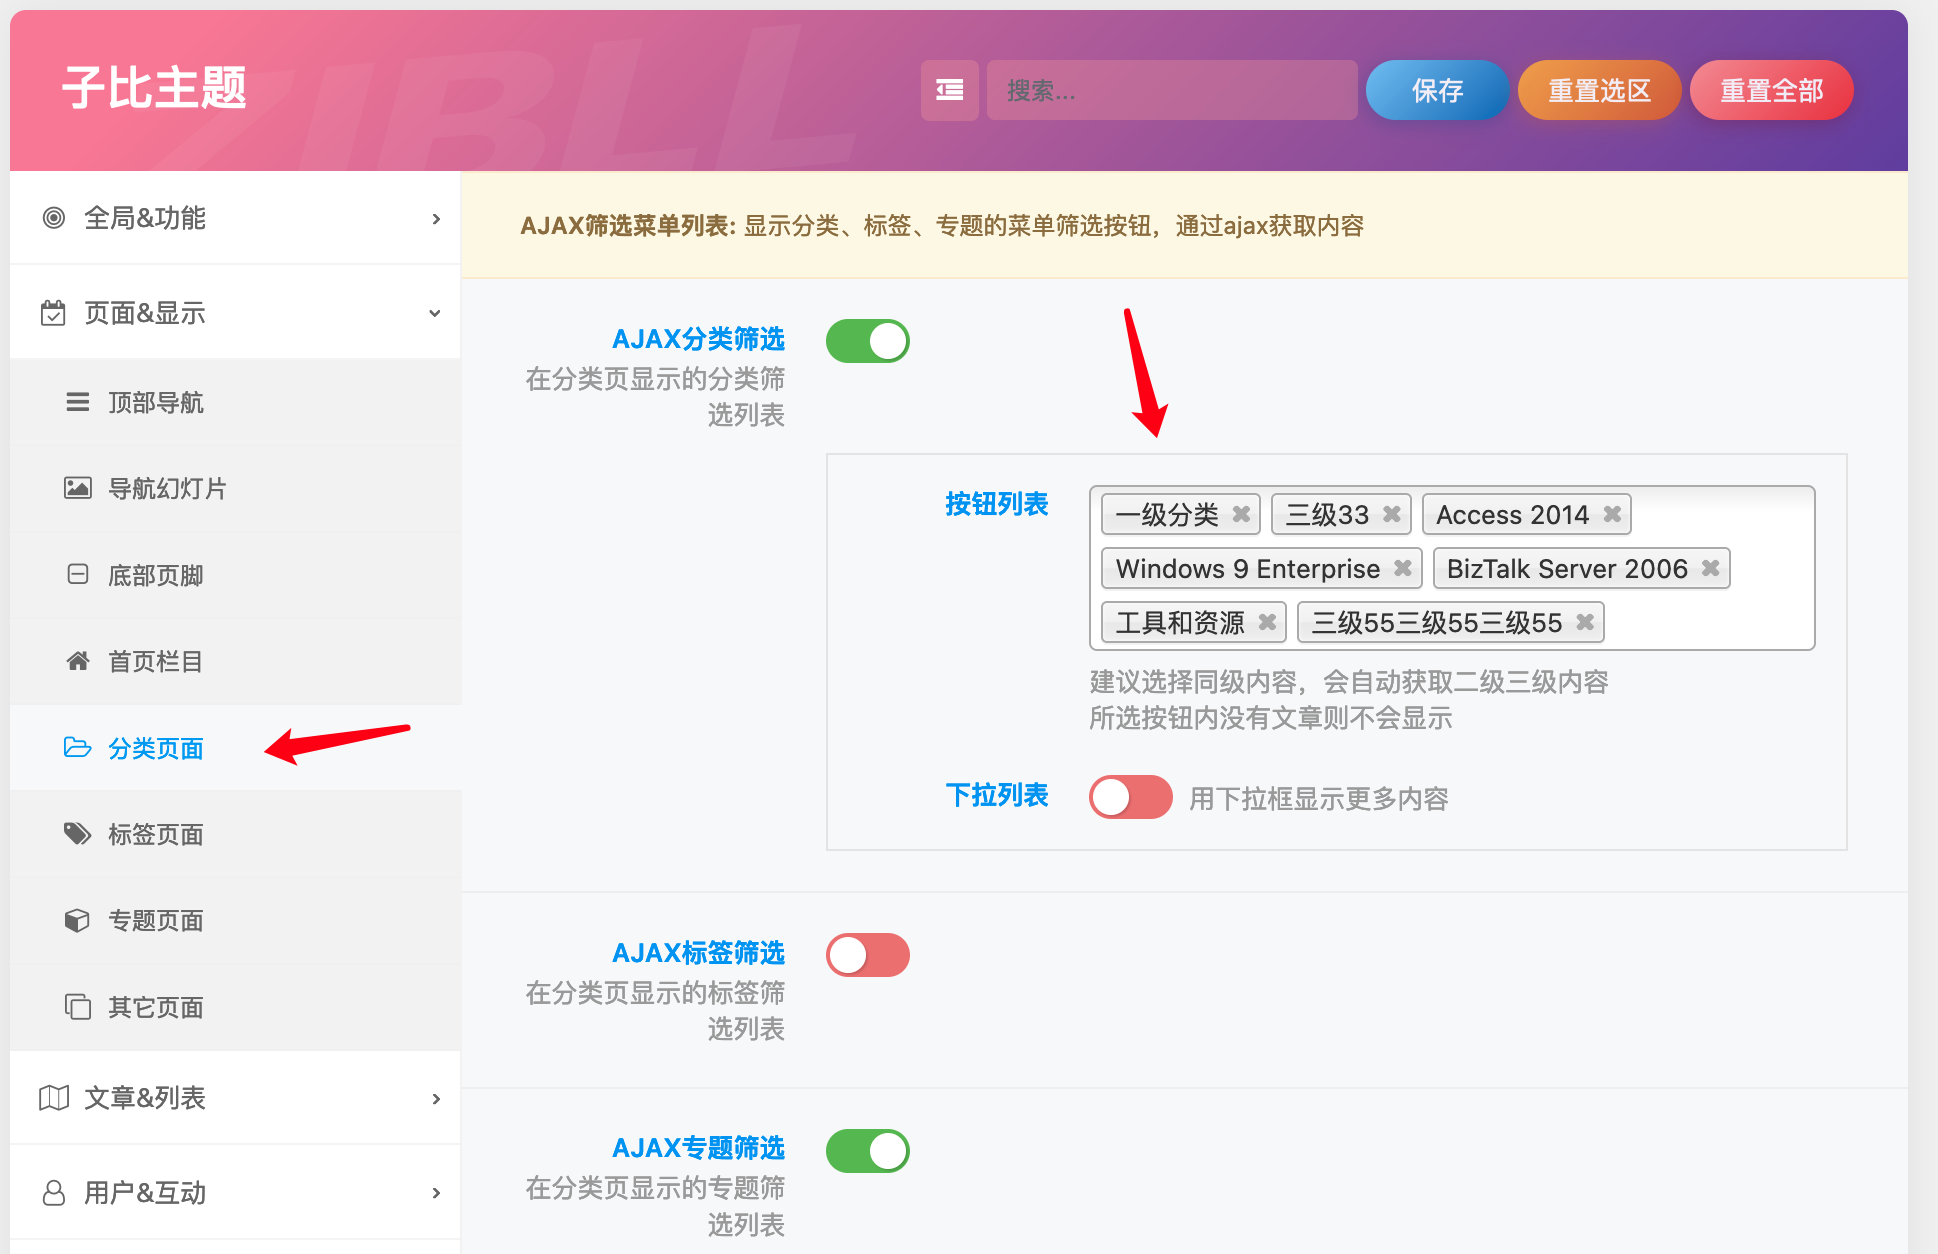 子比主题
ZIBLL
搜索...
保存
重置选区
重置全部
全局&功能
页面&显示
顶部导航
导航幻灯片
底部页脚
首页栏目
分类页面
标签页面
专题页面
其它页面
文章&列表
用户&互动
AJAX筛选菜单列表: 显示分类、标签、专题的菜单筛选按钮，通过ajax获取内容
AJAX分类筛选
在分类页显示的分类筛
选列表
按钮列表
一级分类 ✖ 三级33 ✖ Access 2014 ✖
Windows 9 Enterprise ✖ BizTalk Server 2006 ✖
工具和资源 ✖ 三级55三级55三级55 ✖
建议选择同级内容，会自动获取二级三级内容
所选按钮内没有文章则不会显示
下拉列表
用下拉框显示更多内容
AJAX标签筛选
在分类页显示的标签筛
选列表
AJAX专题筛选
在分类页显示的专题筛
选列表